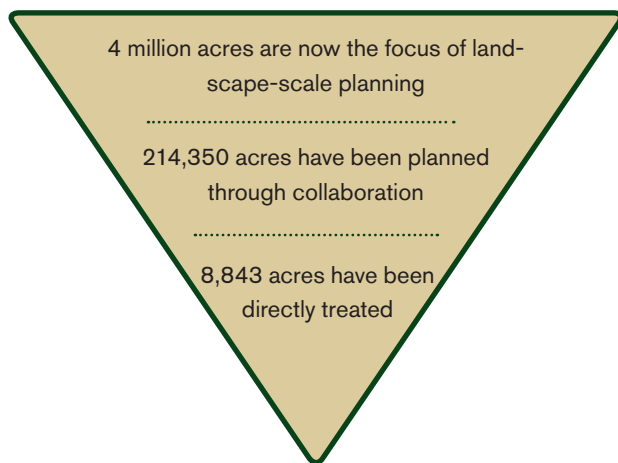 4 million acres are now the focus of land-
scape-scale planning
214,350 acres have been planned
through collaboration
8,843 acres have been
directly treated